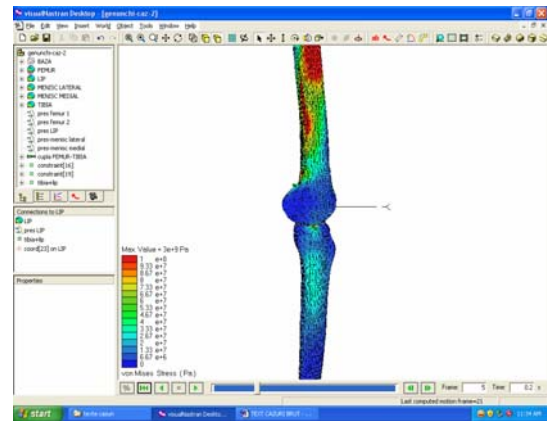 visualNastran Desktop - [genunchi-caz-2]
File Edit View Insert World Object Tools Window Help
genunchi-caz-2
BAZA
FEMUR
LIP
MENISC LATERAL
MENISC MEDIAL
TIBIA
pres femur 1
pres femur 2
pres LIP
pres-menisc lateral
pres-menisc medial
cupla FEMUR-TIBIA
constraint[16]
constraint[19]
tibia+lip
Connections to LIP
LIP
pres LIP
tibia+lip
coord[23] on LIP
Properties
Max. Value = 3e+9 Pa
1 e+8
9.33 e+7
8.67 e+7
8 e+7
7.33 e+7
6.67 e+7
6 e+7
5.33 e+7
4.67 e+7
4 e+7
3.33 e+7
2.67 e+7
2 e+7
1.33 e+7
6.67 e+6
0
von Mises Stress (Pa)
%
Frame: 5 Time: 0.2 s
Last computed motion frame=21
start
visualNastran Deskto...
TEXT CAZURI BRUT - ...
11:34 AM